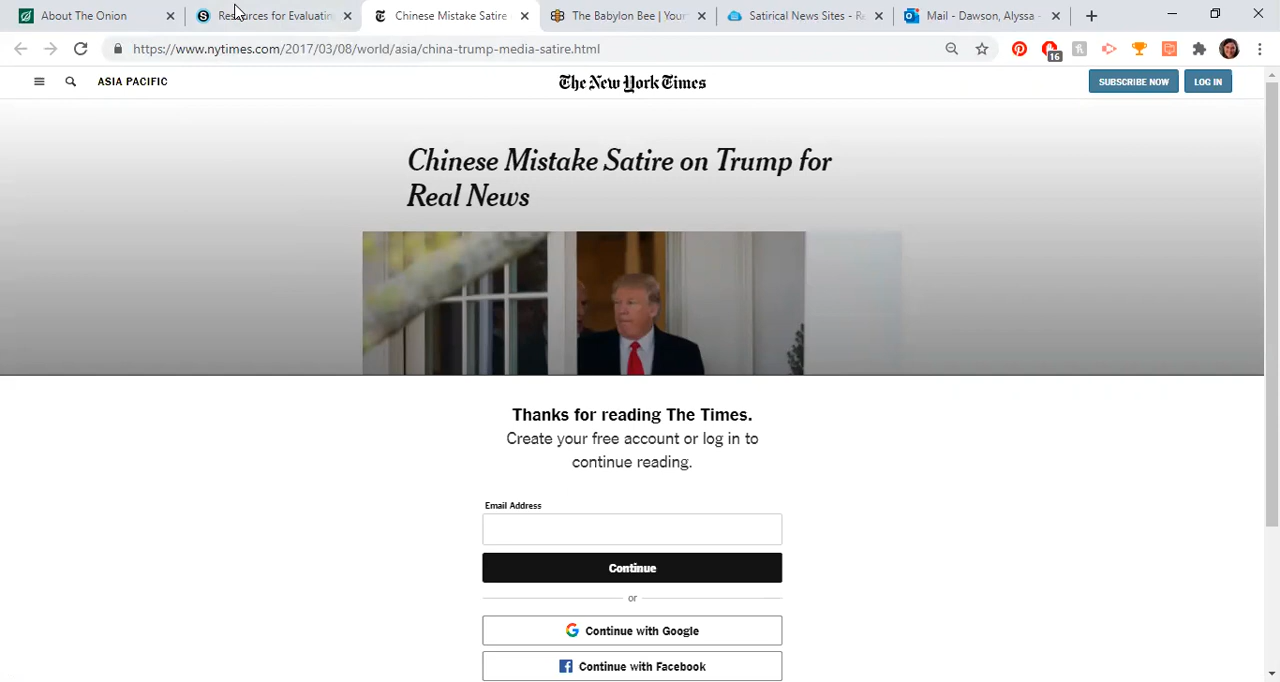 About The Onion
Resources for Evaluatin
Chinese Mistake Satire
The Babylon Bee | Your
Satirical News Sites - Re
Mail - Dawson, Alyssa -
https://www.nytimes.com/2017/03/08/world/asia/china-trump-media-satire.html
16
ASIA PACIFIC
The New York Times
SUBSCRIBE NOW
LOG IN
Chinese Mistake Satire on Trump for
Real News
Thanks for reading The Times.
Create your free account or log in to
continue reading.
Email Address
Continue
or
Continue with Google
Continue with Facebook